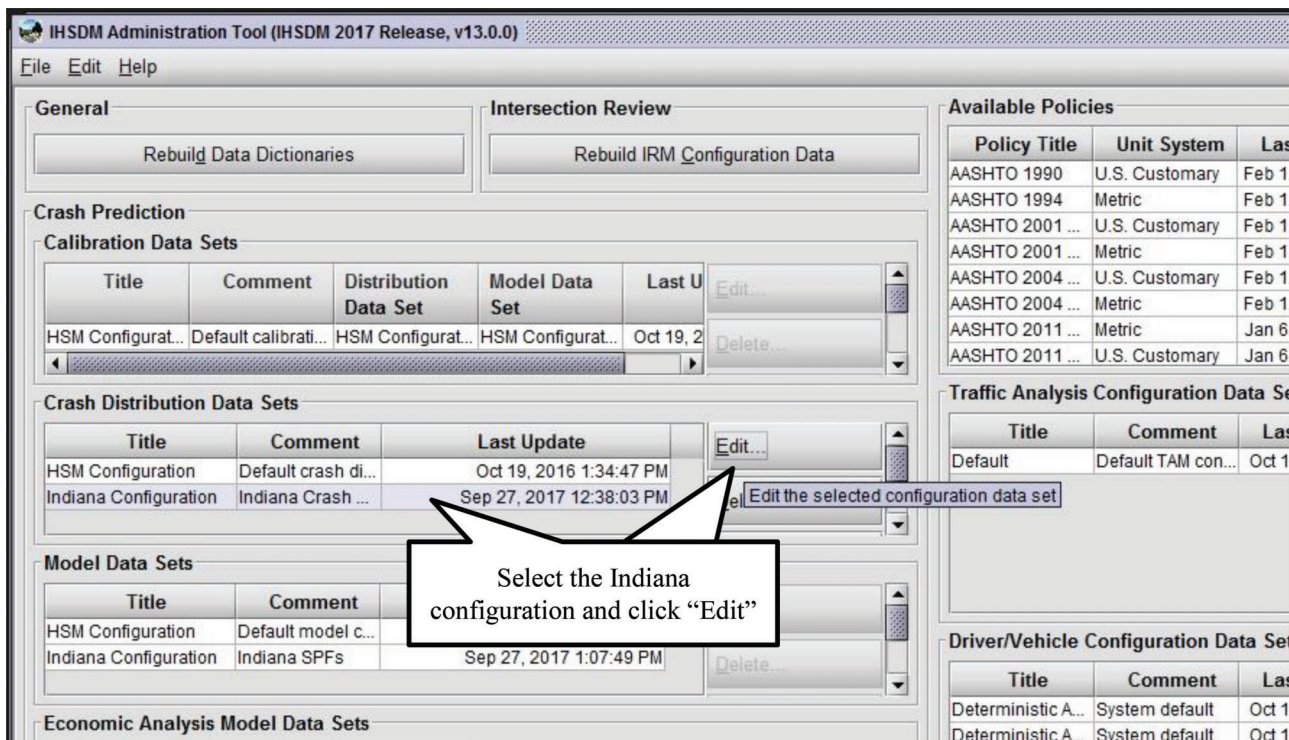 IHSDM Administration Tool (IHSDM 2017 Release, v13.0.0)
File Edit Help
General
Rebuild Data Dictionaries
Intersection Review
Rebuild IRM Configuration Data
Crash Prediction
Calibration Data Sets
Title Comment Distribution Data Set Model Data Set Last U
HSM Configurat... Default calibrati... HSM Configurat... HSM Configurat... Oct 19, 2
Edit...
Delete...
Crash Distribution Data Sets
Title Comment Last Update
HSM Configuration Default crash di... Oct 19, 2016 1:34:47 PM
Indiana Configuration Indiana Crash ... Sep 27, 2017 12:38:03 PM
Edit...
Edit the selected configuration data set
Select the Indiana
configuration and click “Edit”
Model Data Sets
Title Comment
HSM Configuration Default model c...
Indiana Configuration Indiana SPFs Sep 27, 2017 1:07:49 PM
Delete...
Economic Analysis Model Data Sets
Available Policies
Policy Title Unit System Las
AASHTO 1990 U.S. Customary Feb 1
AASHTO 1994 Metric Feb 1
AASHTO 2001 ... U.S. Customary Feb 1
AASHTO 2001 ... Metric Feb 1
AASHTO 2004 ... U.S. Customary Feb 1
AASHTO 2004 ... Metric Feb 1
AASHTO 2011 ... Metric Jan 6
AASHTO 2011 ... U.S. Customary Jan 6
Traffic Analysis Configuration Data Se
Title Comment Las
Default Default TAM con... Oct 1
Driver/Vehicle Configuration Data Set
Title Comment Las
Deterministic A... System default Oct 1
Deterministic A... System default Oct 1